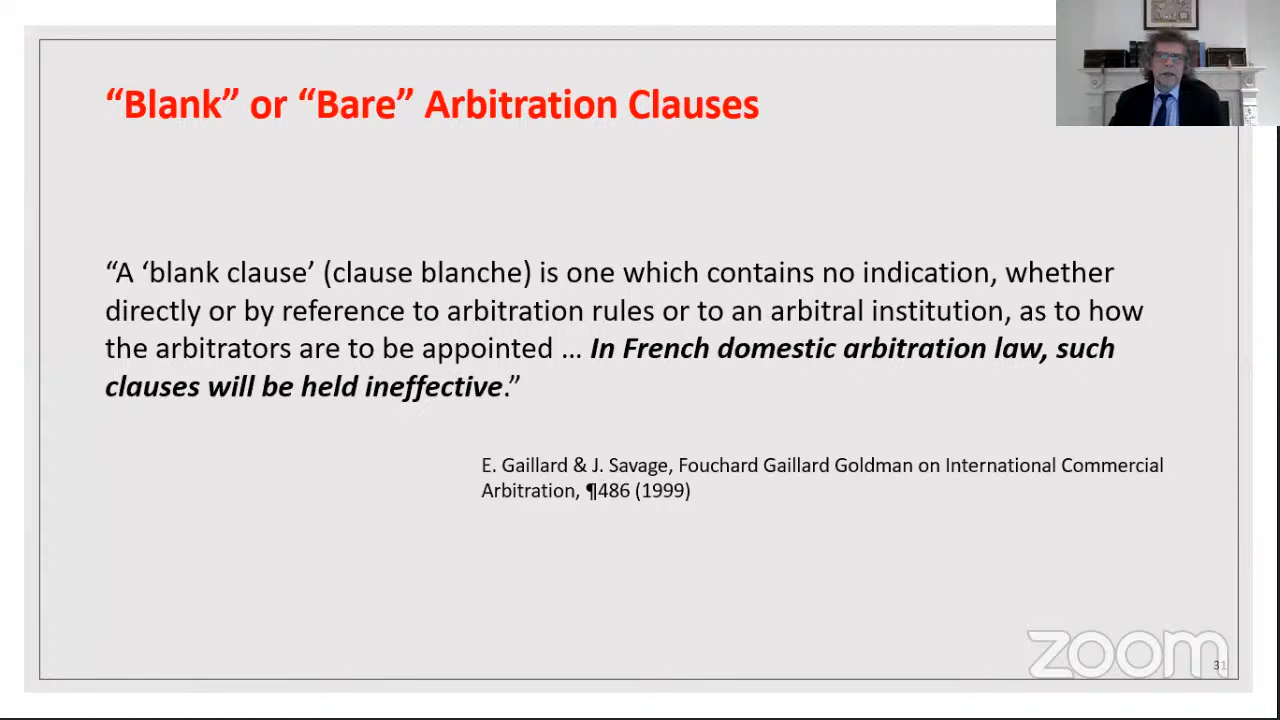 “Blank” or “Bare” Arbitration Clauses
“A ‘blank clause’ (clause blanche) is one which contains no indication, whether
directly or by reference to arbitration rules or to an arbitral institution, as to how
the arbitrators are to be appointed … In French domestic arbitration law, such
clauses will be held ineffective.”
E. Gaillard & J. Savage, Fouchard Gaillard Goldman on International Commercial
Arbitration, ¶486 (1999)
zoom
31